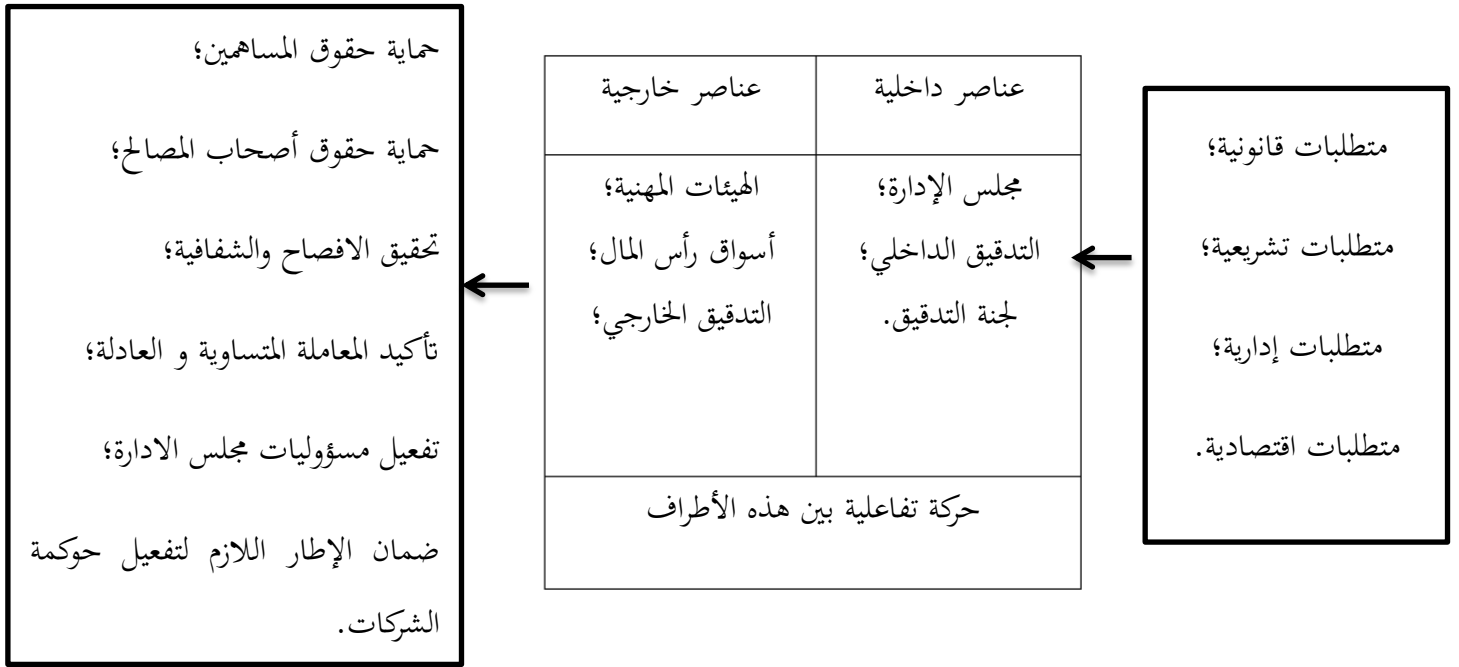 متطلبات قانونية؛
متطلبات تشريعية؛
متطلبات إدارية؛
متطلبات اقتصادية.
عناصر داخلية
عناصر خارجية
مجلس الإدارة؛
التدقيق الداخلي؛
لجنة التدقيق.
الهيئات المهنية؛
أسواق رأس المال؛
التدقيق الخارجي؛
حركة تفاعلية بين هذه الأطراف
حماية حقوق المساهمين؛
حماية حقوق أصحاب المصالح؛
تحقيق الافصاح والشفافية؛
تأكيد المعاملة المتساوية و العادلة؛
تفعيل مسؤوليات مجلس الادارة؛
ضمان الإطار اللازم لتفعيل حوكمة
الشركات.